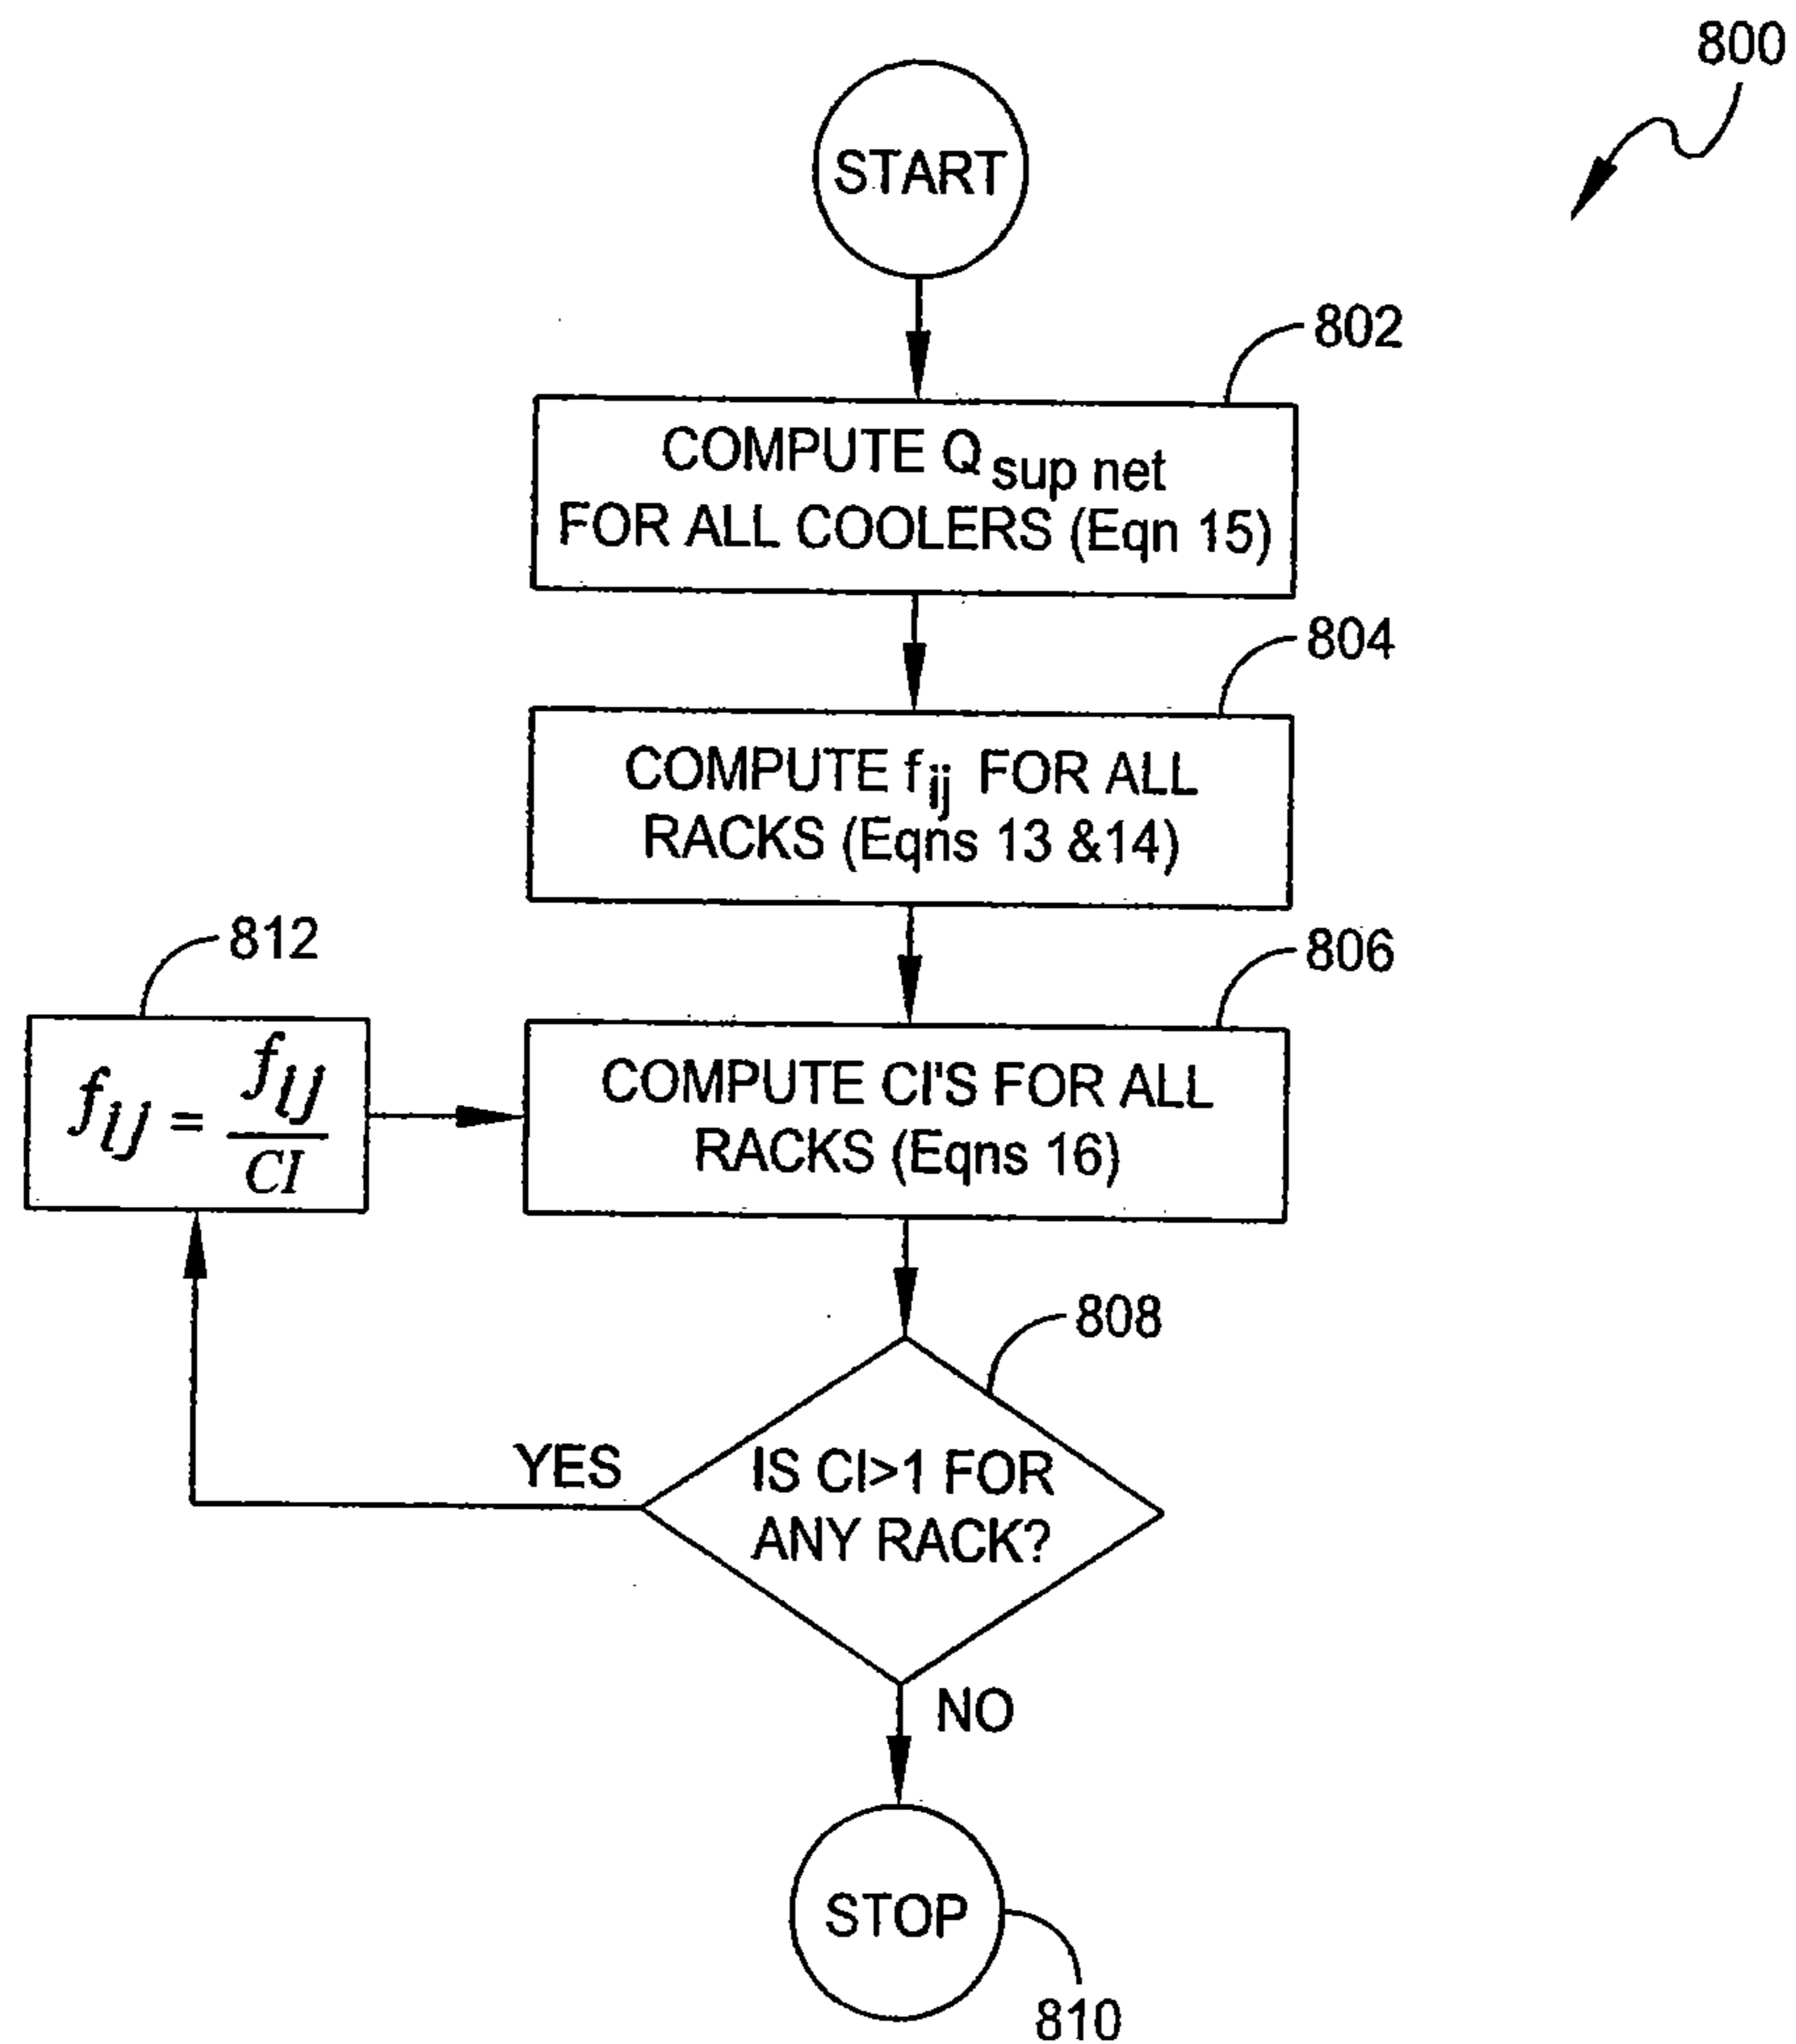 800
START
802
COMPUTE Q sup net
FOR ALL COOLERS (Eqn 15)
804
COMPUTE fij FOR ALL
RACKS (Eqns 13 &14)
806
COMPUTE CI'S FOR ALL
RACKS (Eqns 16)
812
fij = fij / CI
808
IS CI>1 FOR
ANY RACK?
YES
NO
STOP
810